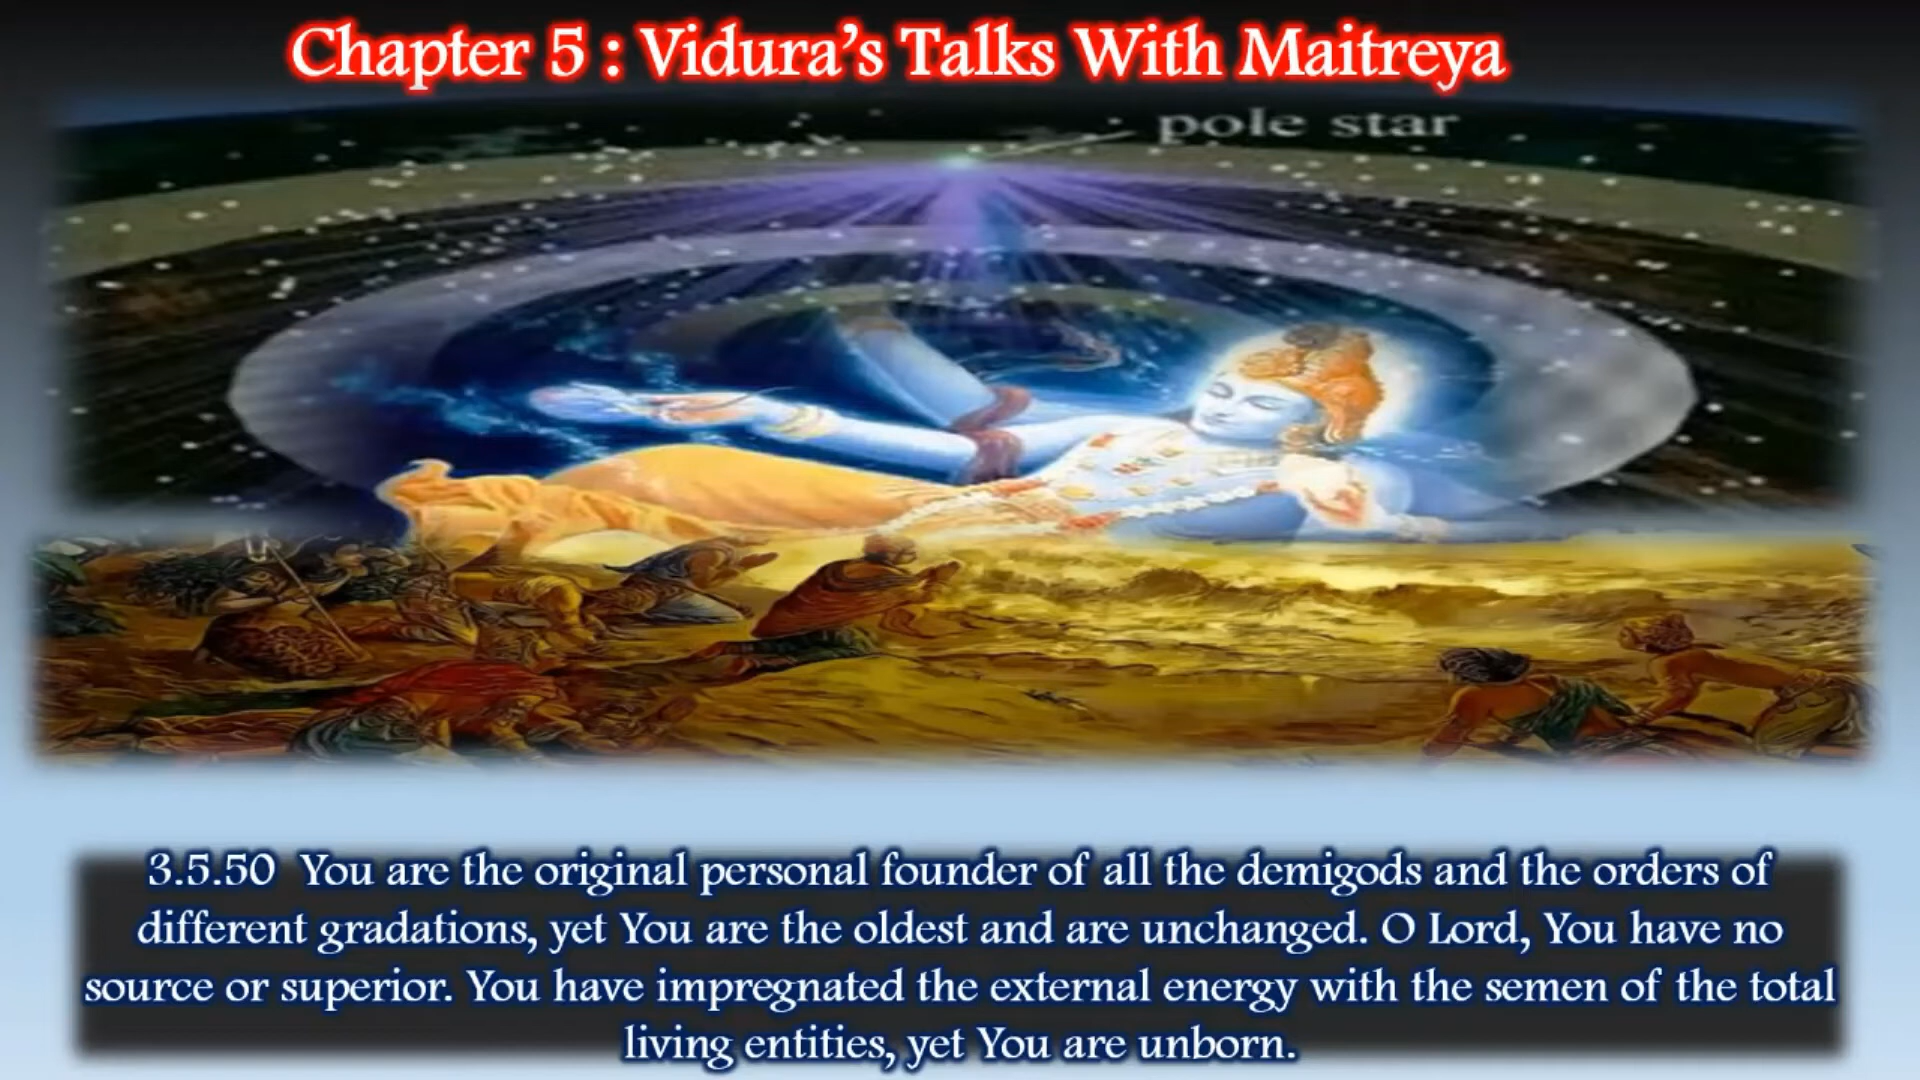 Chapter 5 : Vidura's Talks With Maitreya
pole star
3.5.50 You are the original personal founder of all the demigods and the orders of
different gradations, yet You are the oldest and are unchanged. O Lord, You have no
source or superior. You have impregnated the external energy with the semen of the total
living entities, yet You are unborn.